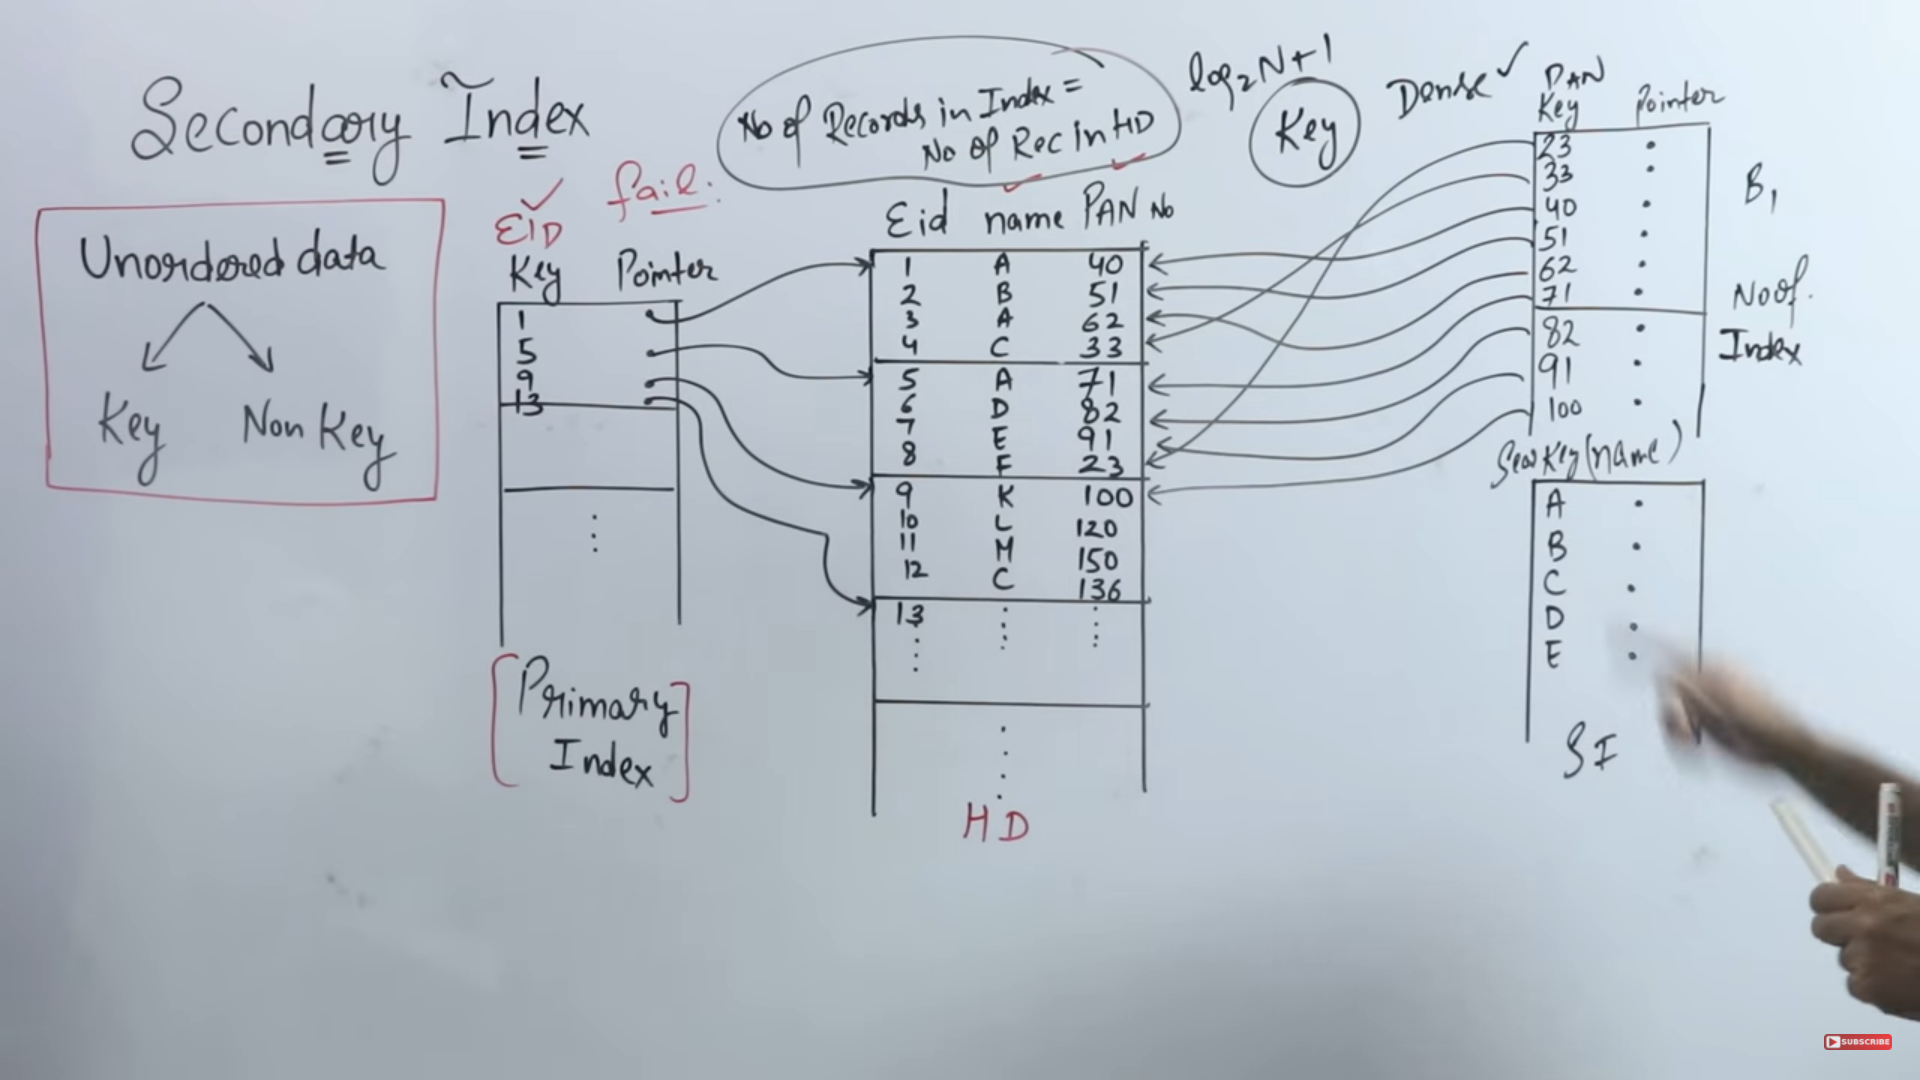 Secondary Index
Unordered data
Key Non Key
EID
fail.
Key Pointer
1
5
9
13
Primary
Index
No of Records in Index =
No of Rec in HD
log₂N+1
Key
Dense ✓
Eid name PAN No
1 A 40
2 B 51
3 A 62
4 C 33
5 A 71
6 D 82
7 E 91
8 F 23
9 K 100
10 L 120
11 M 150
12 C 136
13
HD
PAN
Key Pointer
23
33
40
51
62
71
82
91
100
B₁
No of.
Index
Key (name)
A
B
C
D
E
SI
SUBSCRIBE